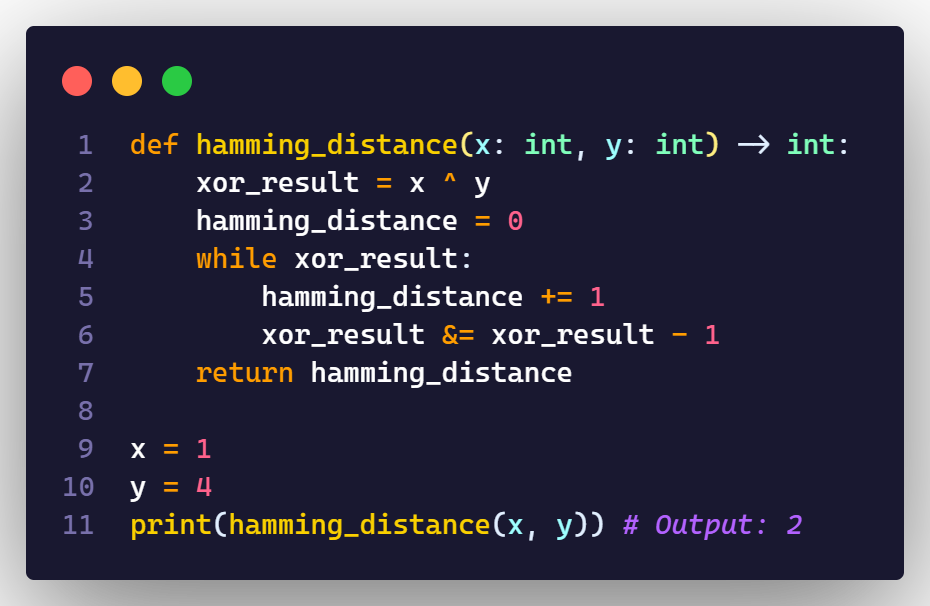 1 def hamming_distance(x: int, y: int) -> int:
2     xor_result = x ^ y
3     hamming_distance = 0
4     while xor_result:
5         hamming_distance += 1
6         xor_result &= xor_result - 1
7     return hamming_distance
8
9 x = 1
10 y = 4
11 print(hamming_distance(x, y)) # Output: 2